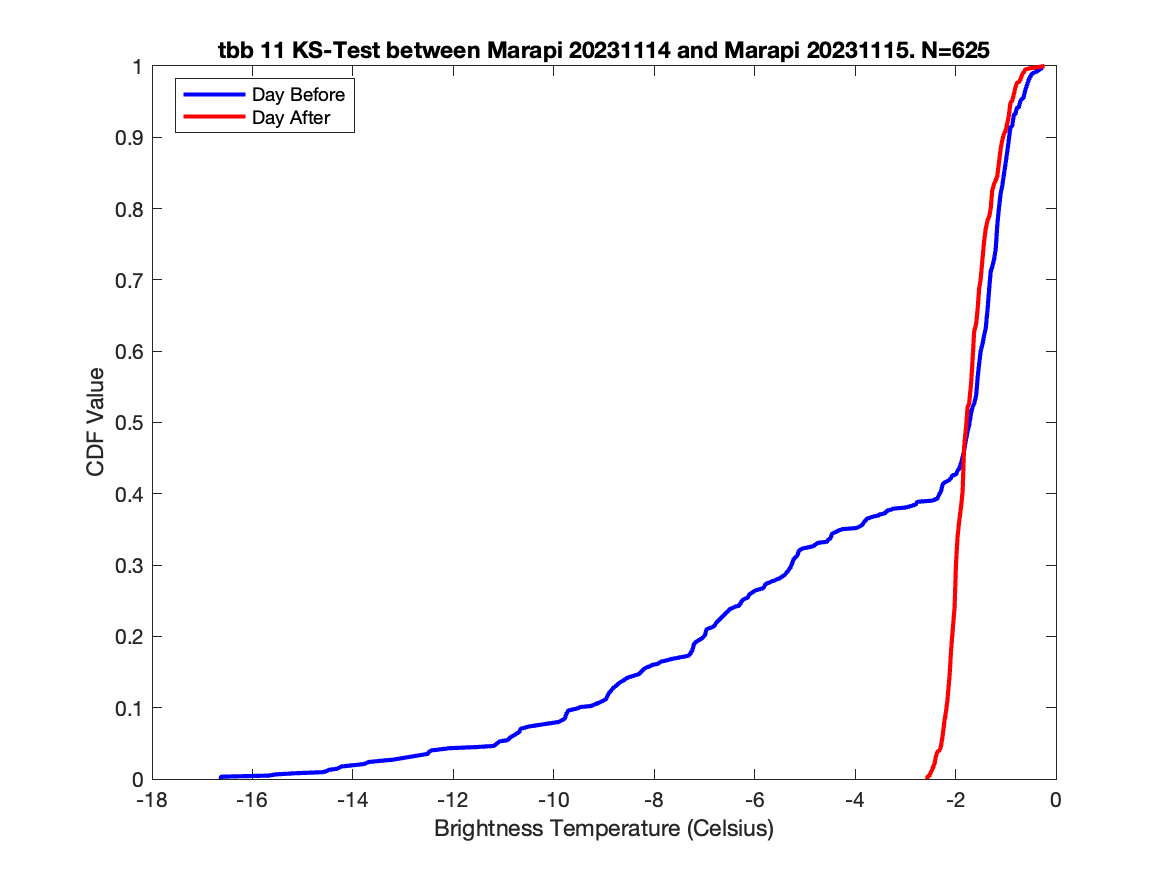 tbb 11 KS-Test between Marapi 20231114 and Marapi 20231115. N=625
1
Day Before
Day After
0.9
0.8
0.7
0.6
0.5
0.4
0.3
0.2
0.1
0
CDF Value
-18 -16 -14 -12 -10 -8 -6 -4 -2 0
Brightness Temperature (Celsius)